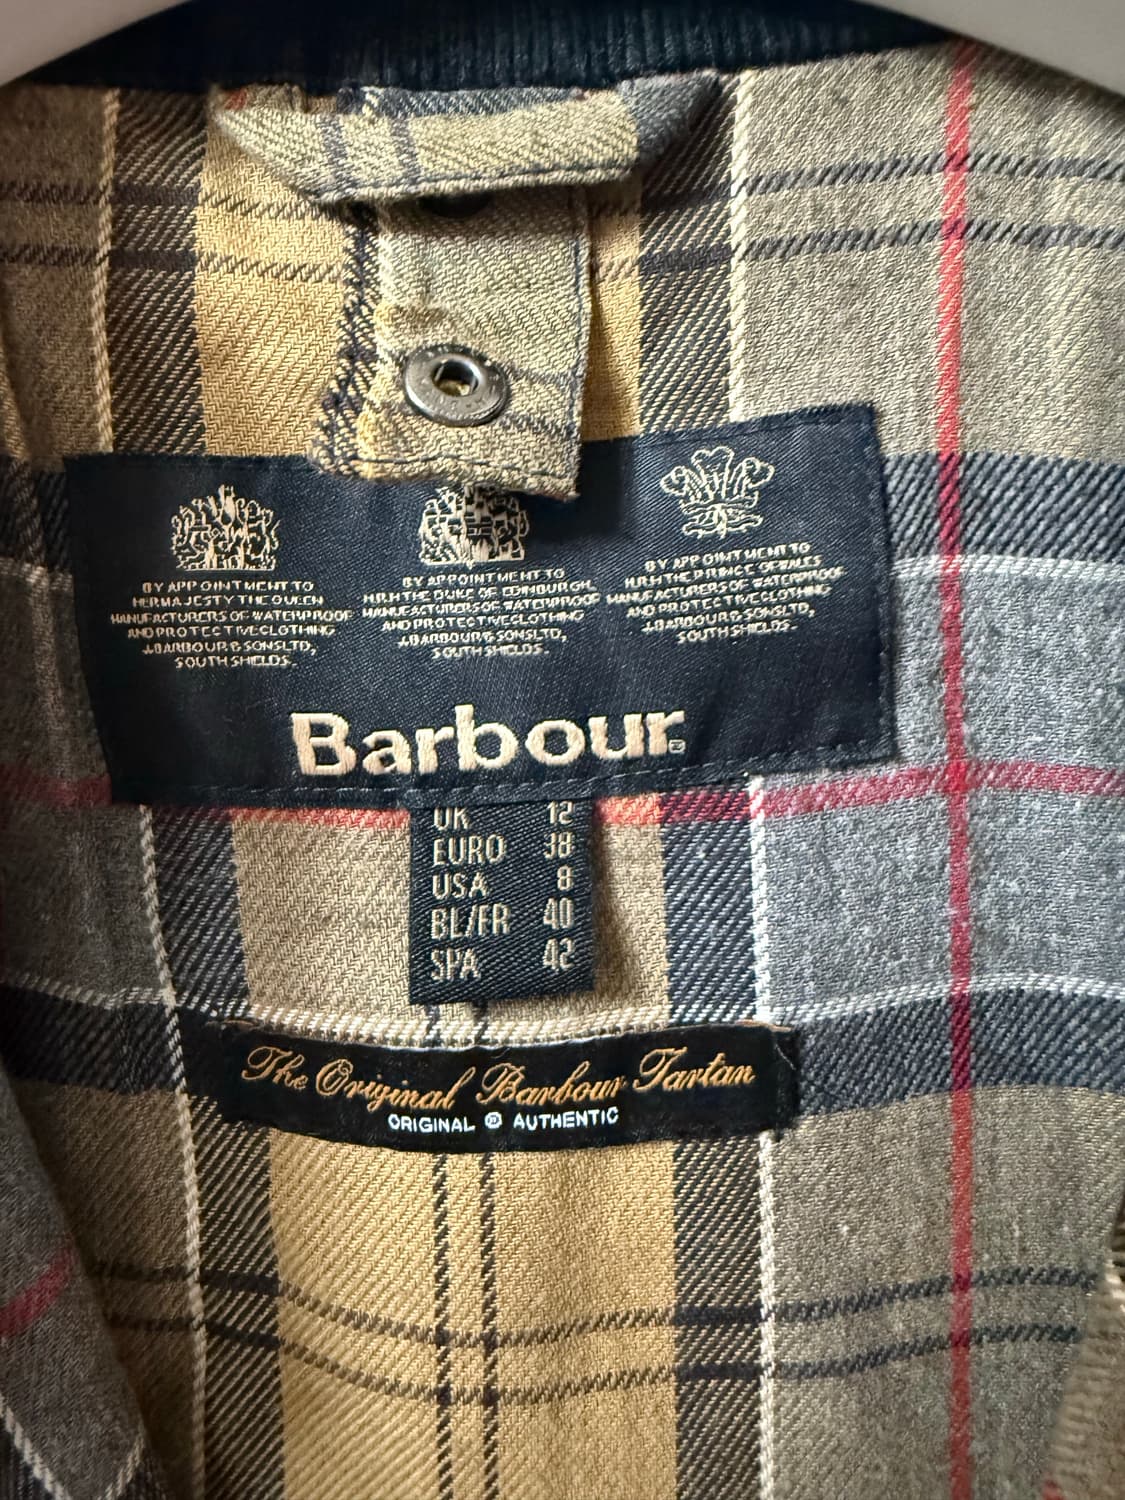 BY APPOINTMENT TO
HER MAJESTY THE QUEEN
MANUFACTURERS OF WATERPROOF
AND PROTECTIVE CLOTHING
J.BARBOUR & SONS LTD,
SOUTH SHIELDS.
BY APPOINTMENT TO
H.R.H THE DUKE OF EDINBURGH,
MANUFACTURERS OF WATERPROOF
AND PROTECTIVE CLOTHING
J.BARBOUR & SONS LTD,
SOUTH SHIELDS.
BY APPOINTMENT TO
H.R.H THE PRINCE OF WALES
MANUFACTURERS OF WATERPROOF
AND PROTECTIVE CLOTHING
J.BARBOUR & SONS LTD,
SOUTH SHIELDS.
Barbour®
UK 12
EURO 38
USA 8
BL/FR 40
SPA 42
The Original Barbour Tartan
ORIGINAL ® AUTHENTIC